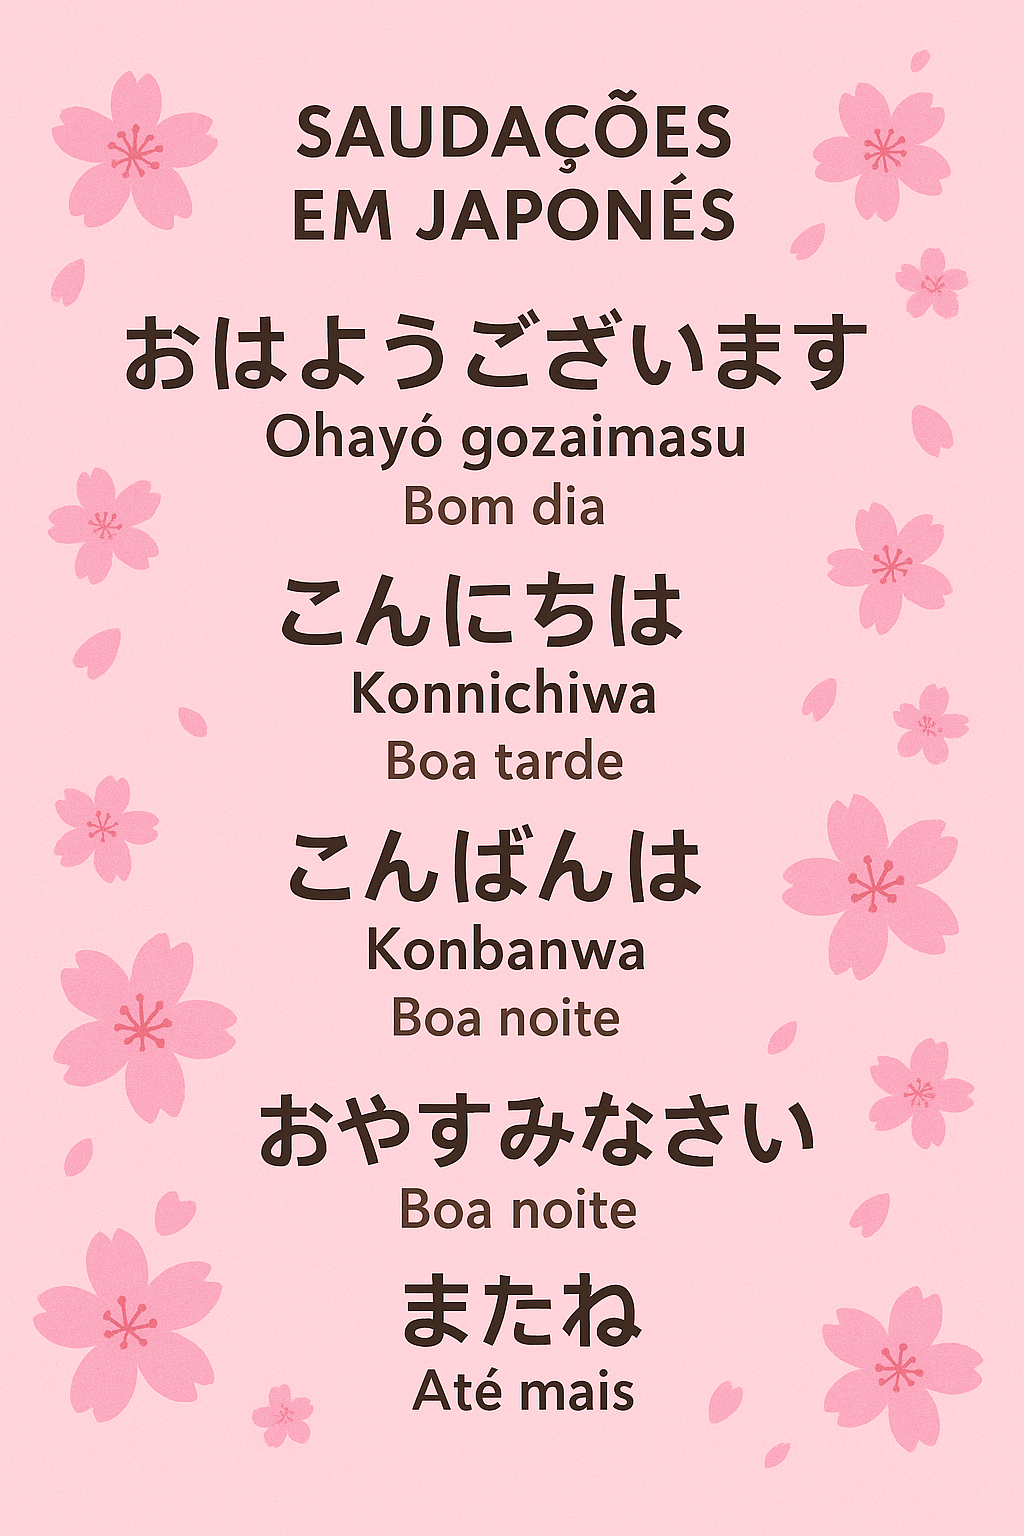 SAUDAÇÕES
EM JAPONÉS
おはようございます
Ohayó gozaimasu
Bom dia
こんにちは
Konnichiwa
Boa tarde
こんばんは
Konbanwa
Boa noite
おやすみなさい
Boa noite
またね
Até mais